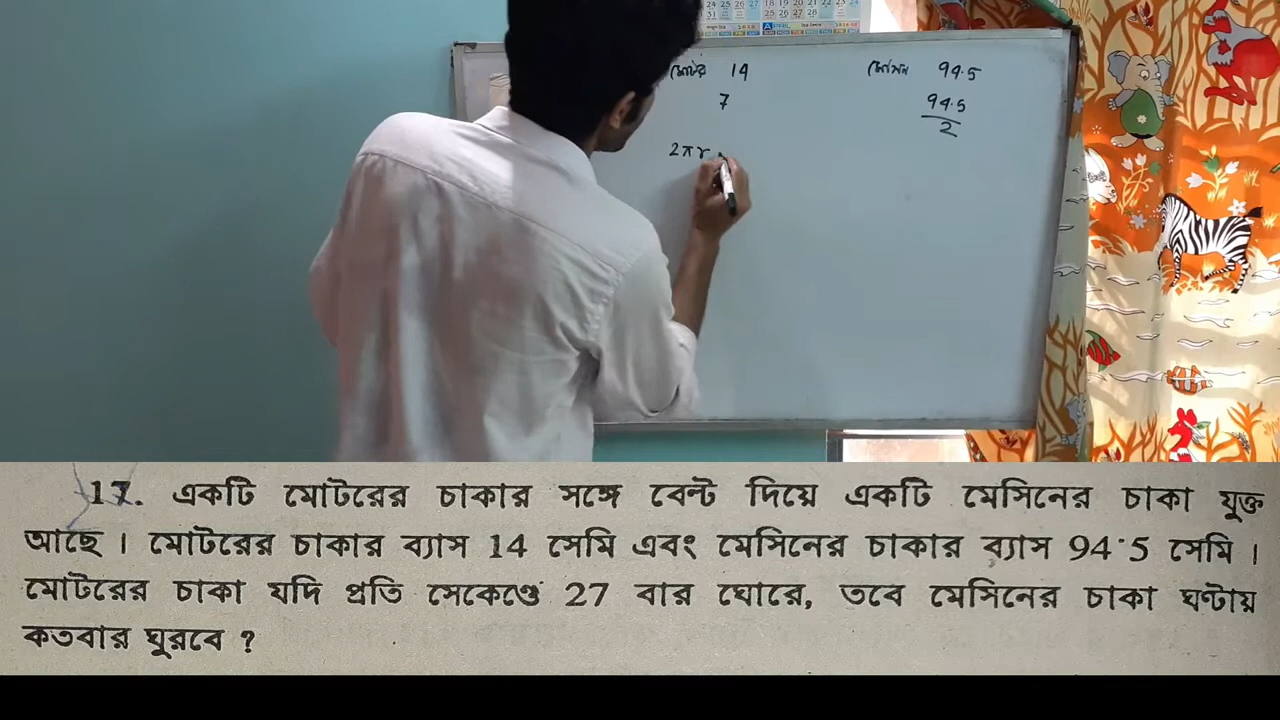 মোটর 14
7
2πr
মেসিন 94.5
94.5
2
17. একটি মোটরের চাকার সঙ্গে বেল্ট দিয়ে একটি মেসিনের চাকা যুক্ত
আছে। মোটরের চাকার ব্যাস 14 সেমি এবং মেসিনের চাকার ব্যাস 94·5 সেমি।
মোটরের চাকা যদি প্রতি সেকেণ্ডে 27 বার ঘোরে, তবে মেসিনের চাকা ঘণ্টায়
কতবার ঘুরবে ?